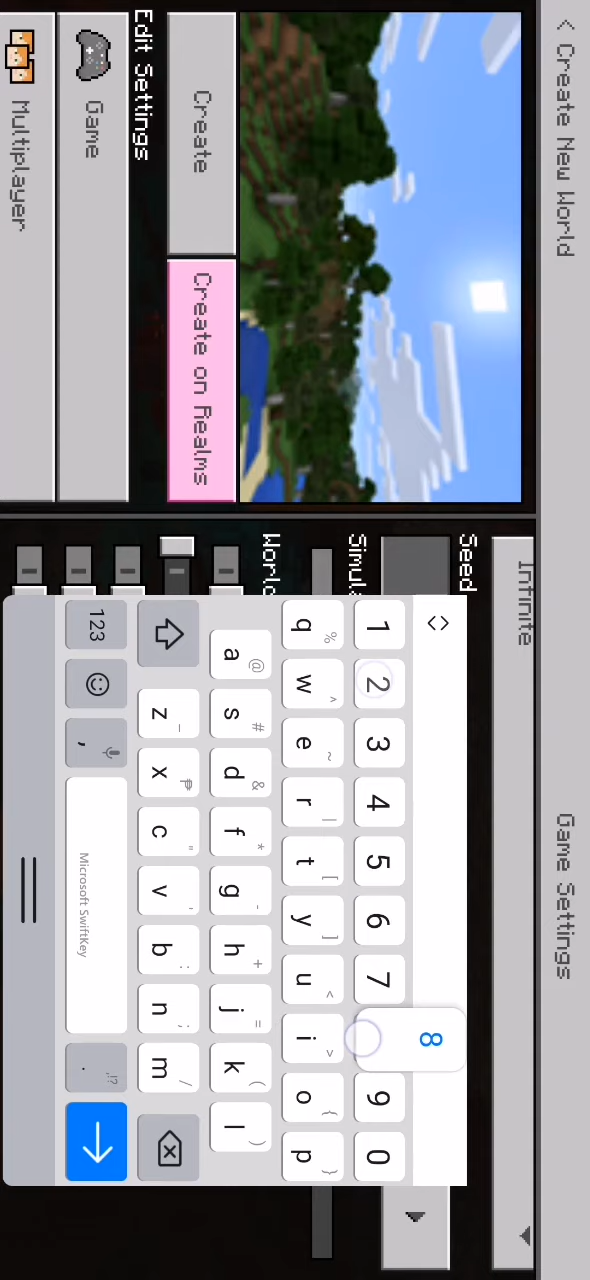 < Create New World
Game Settings
Create
Create on Realms
Edit Settings
Game
Multiplayer
Infinite
Seed
Simul
World
1 2 3 4 5 6 7 8 9 0
q w e r t y u i o p
% ^ ~ | [ ] < > { }
a s d f g h j k l
@ # & * - + = ( )
z x c v b n m
_ ₱ " ' : ; /
123 , Microsoft SwiftKey .
,!?